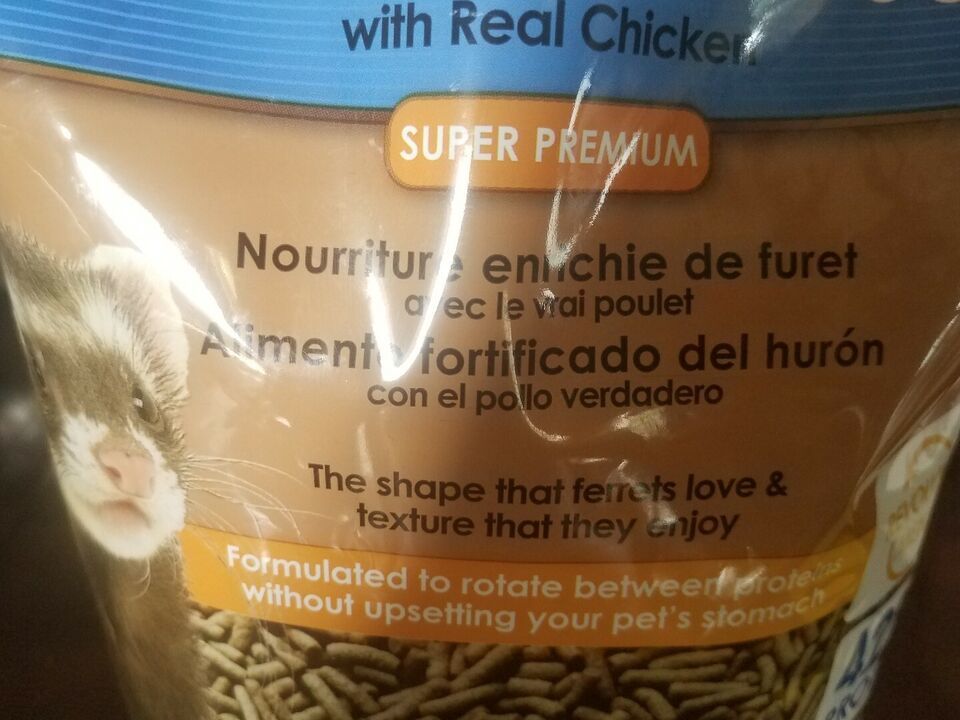 with Real Chicken
SUPER PREMIUM
Nourriture enrichie de furet
avec le vrai poulet
Alimento fortificado del hurón
con el pollo verdadero
The shape that ferrets love &
texture that they enjoy
Formulated to rotate between proteins
without upsetting your pet's stomach